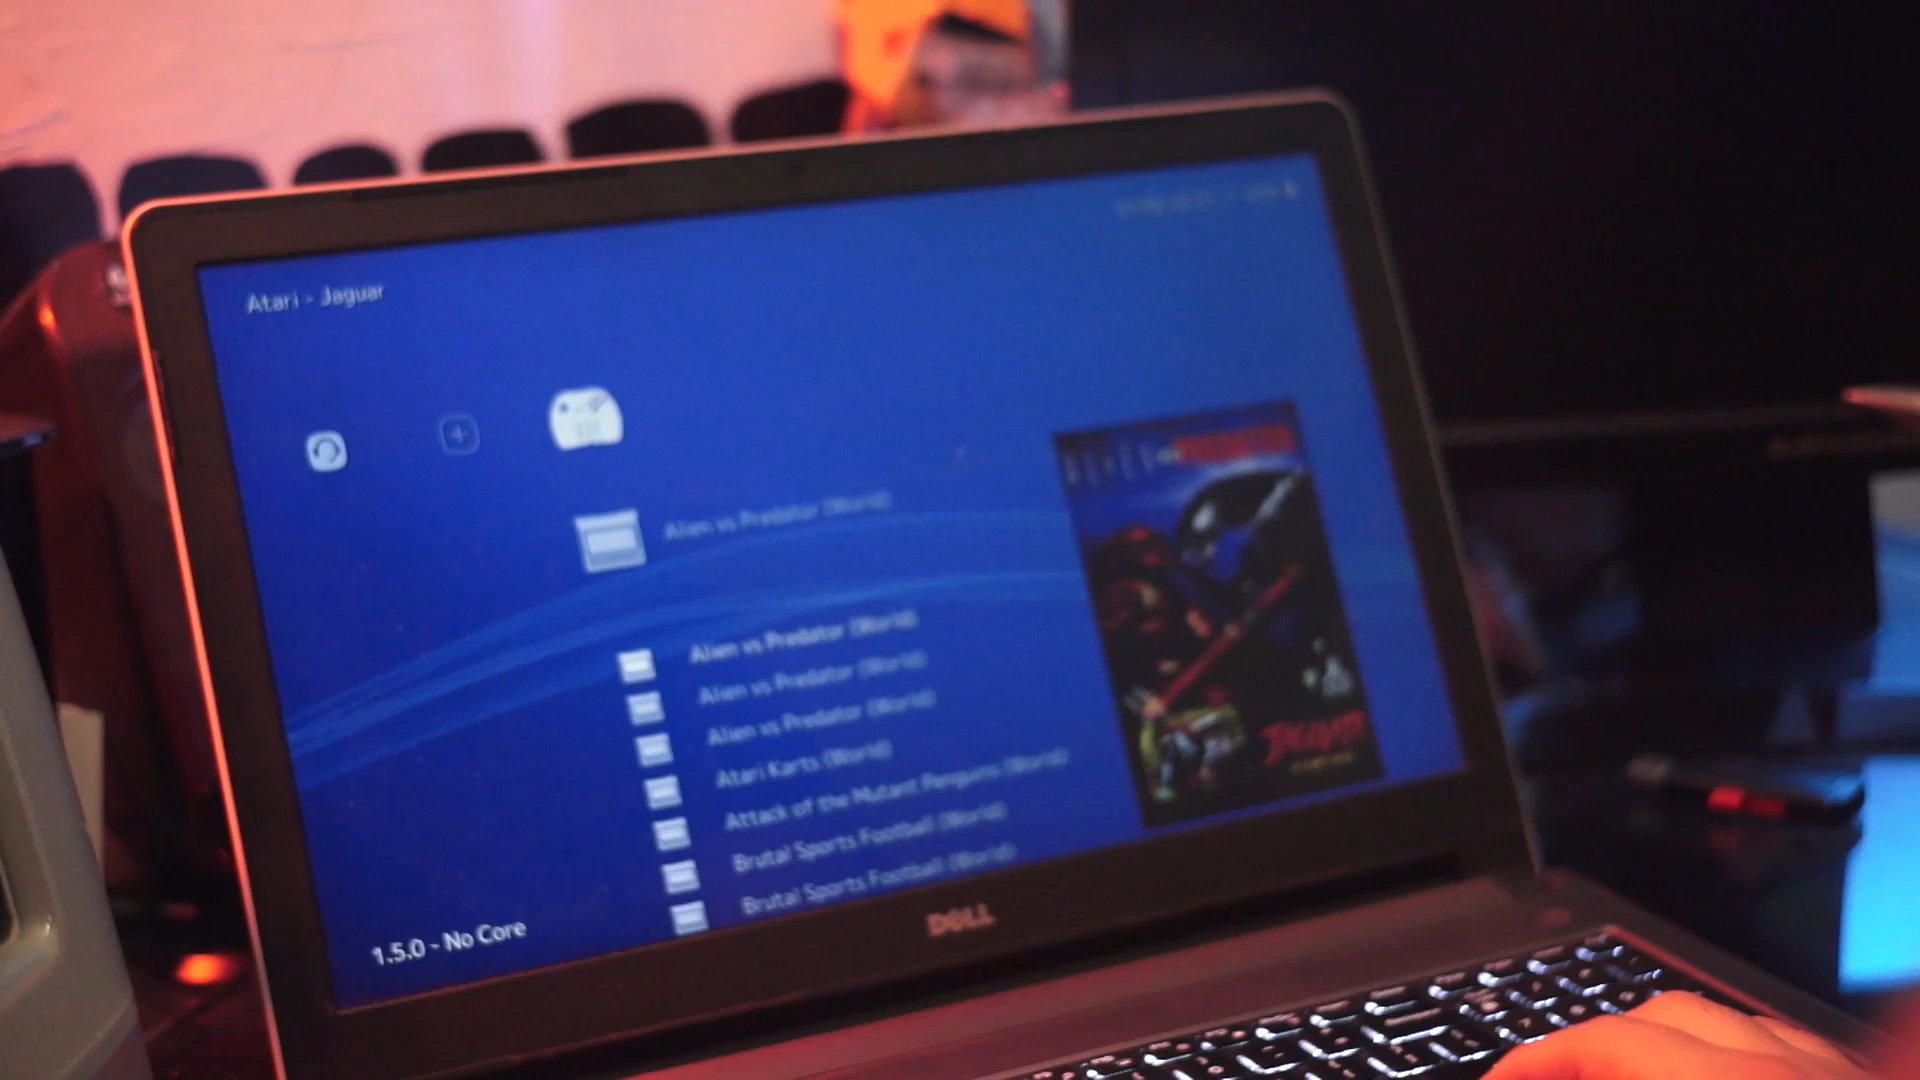 Atari - Jaguar
Alien vs Predator (World)
Alien vs Predator (World)
Alien vs Predator (World)
Alien vs Predator (World)
Atari Karts (World)
Attack of the Mutant Penguins (World)
Brutal Sports Football (World)
Brutal Sports Football (World)
1.5.0 - No Core
PREDATOR
JAGUAR
DELL